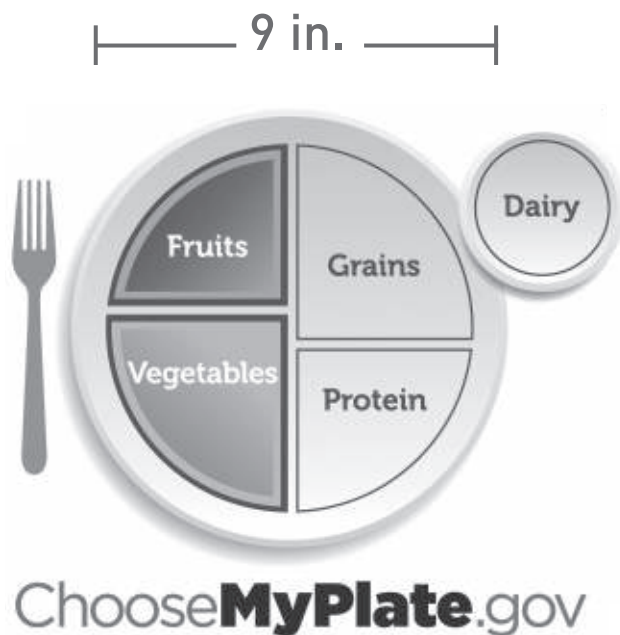 9 in.
Fruits
Grains
Dairy
Vegetables
Protein
ChooseMyPlate.gov